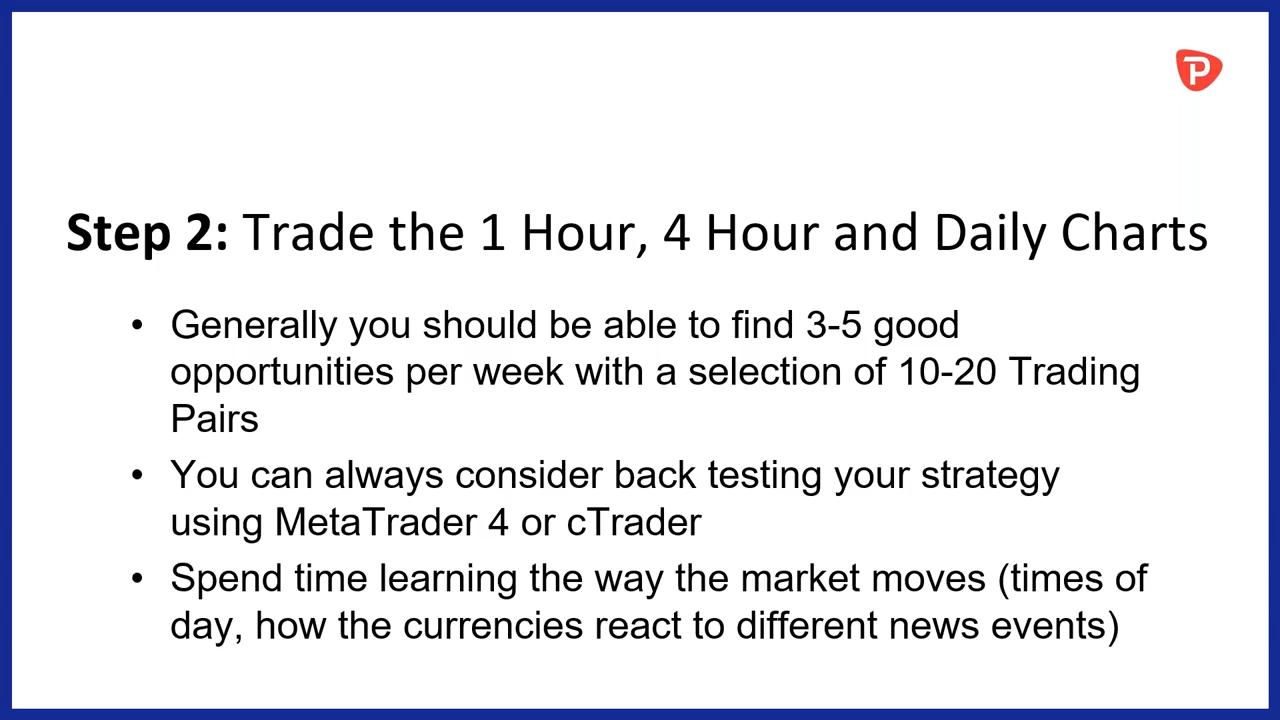 P
Step 2: Trade the 1 Hour, 4 Hour and Daily Charts
• Generally you should be able to find 3-5 good
opportunities per week with a selection of 10-20 Trading
Pairs
• You can always consider back testing your strategy
using MetaTrader 4 or cTrader
• Spend time learning the way the market moves (times of
day, how the currencies react to different news events)